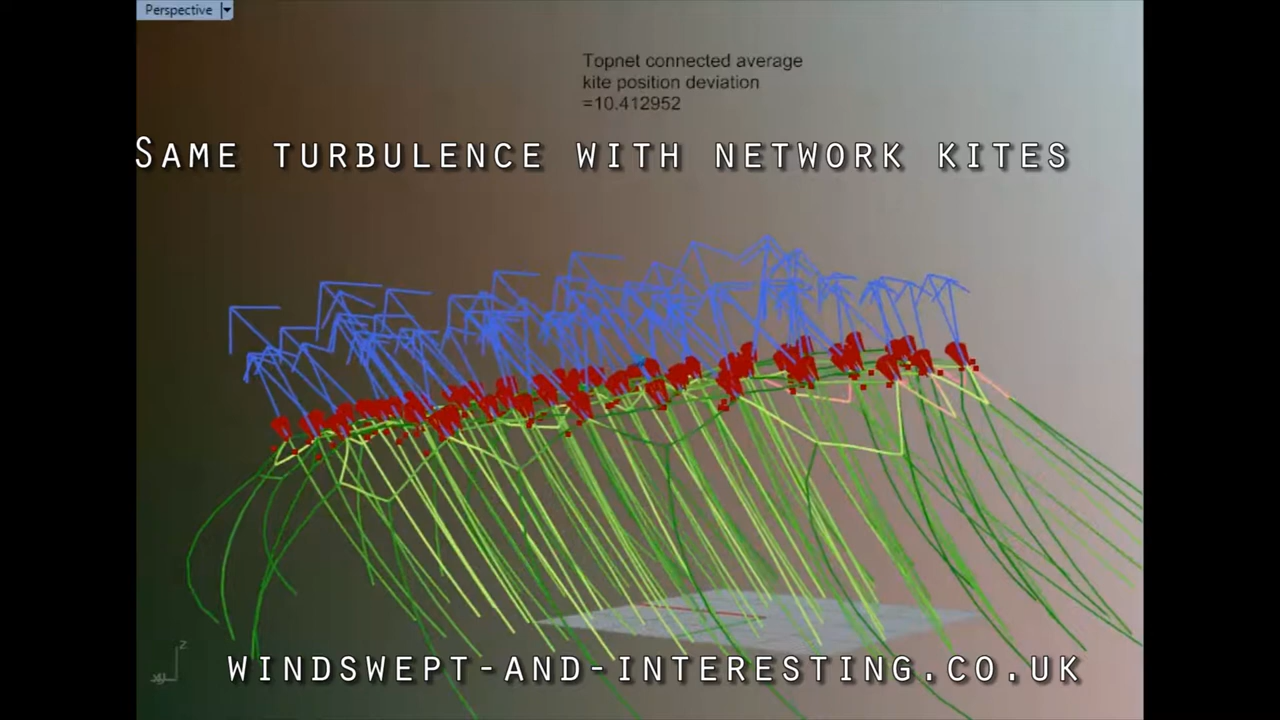 Perspective
Topnet connected average
kite position deviation
=10.412952
Same turbulence with network kites
z
windswept-and-interesting.co.uk